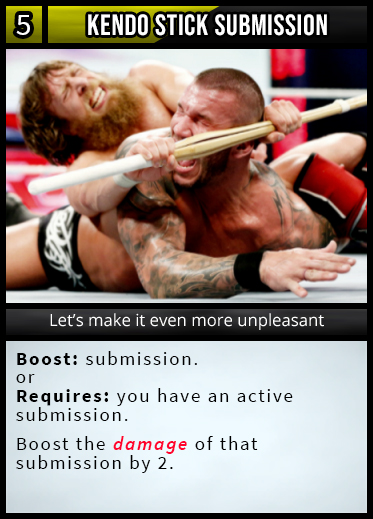 5 KENDO STICK SUBMISSION
Let's make it even more unpleasant
Boost: submission.
or
Requires: you have an active
submission.
Boost the damage of that
submission by 2.